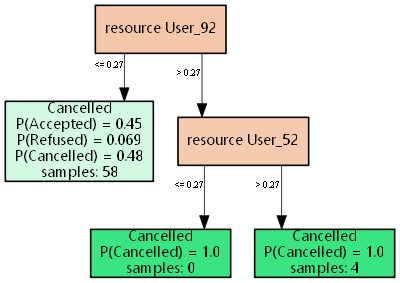 resource User_92
<= 0.27
> 0.27
Cancelled
P(Accepted) = 0.45
P(Refused) = 0.069
P(Cancelled) = 0.48
samples: 58
resource User_52
<= 0.27
> 0.27
Cancelled
P(Cancelled) = 1.0
samples: 0
Cancelled
P(Cancelled) = 1.0
samples: 4